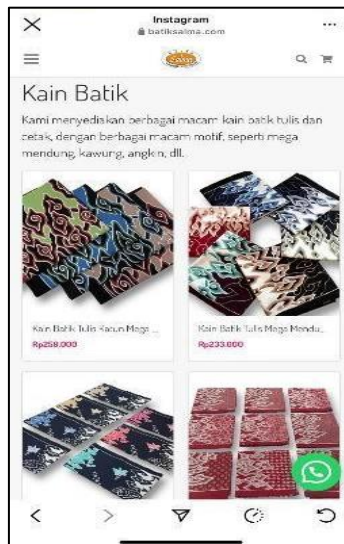 Instagram
batiksalma.com
Kain Batik
Kami menyediakan berbagai macam kain batik tulis dan
cetak, dengan berbagai macam motif, seperti mega
mendung, kawung, angkin, dll.
Kain Batik Tulis Katun Mega ...
Kain Batik Tulis Mega Mendu...
Rp258.000
Rp233.000